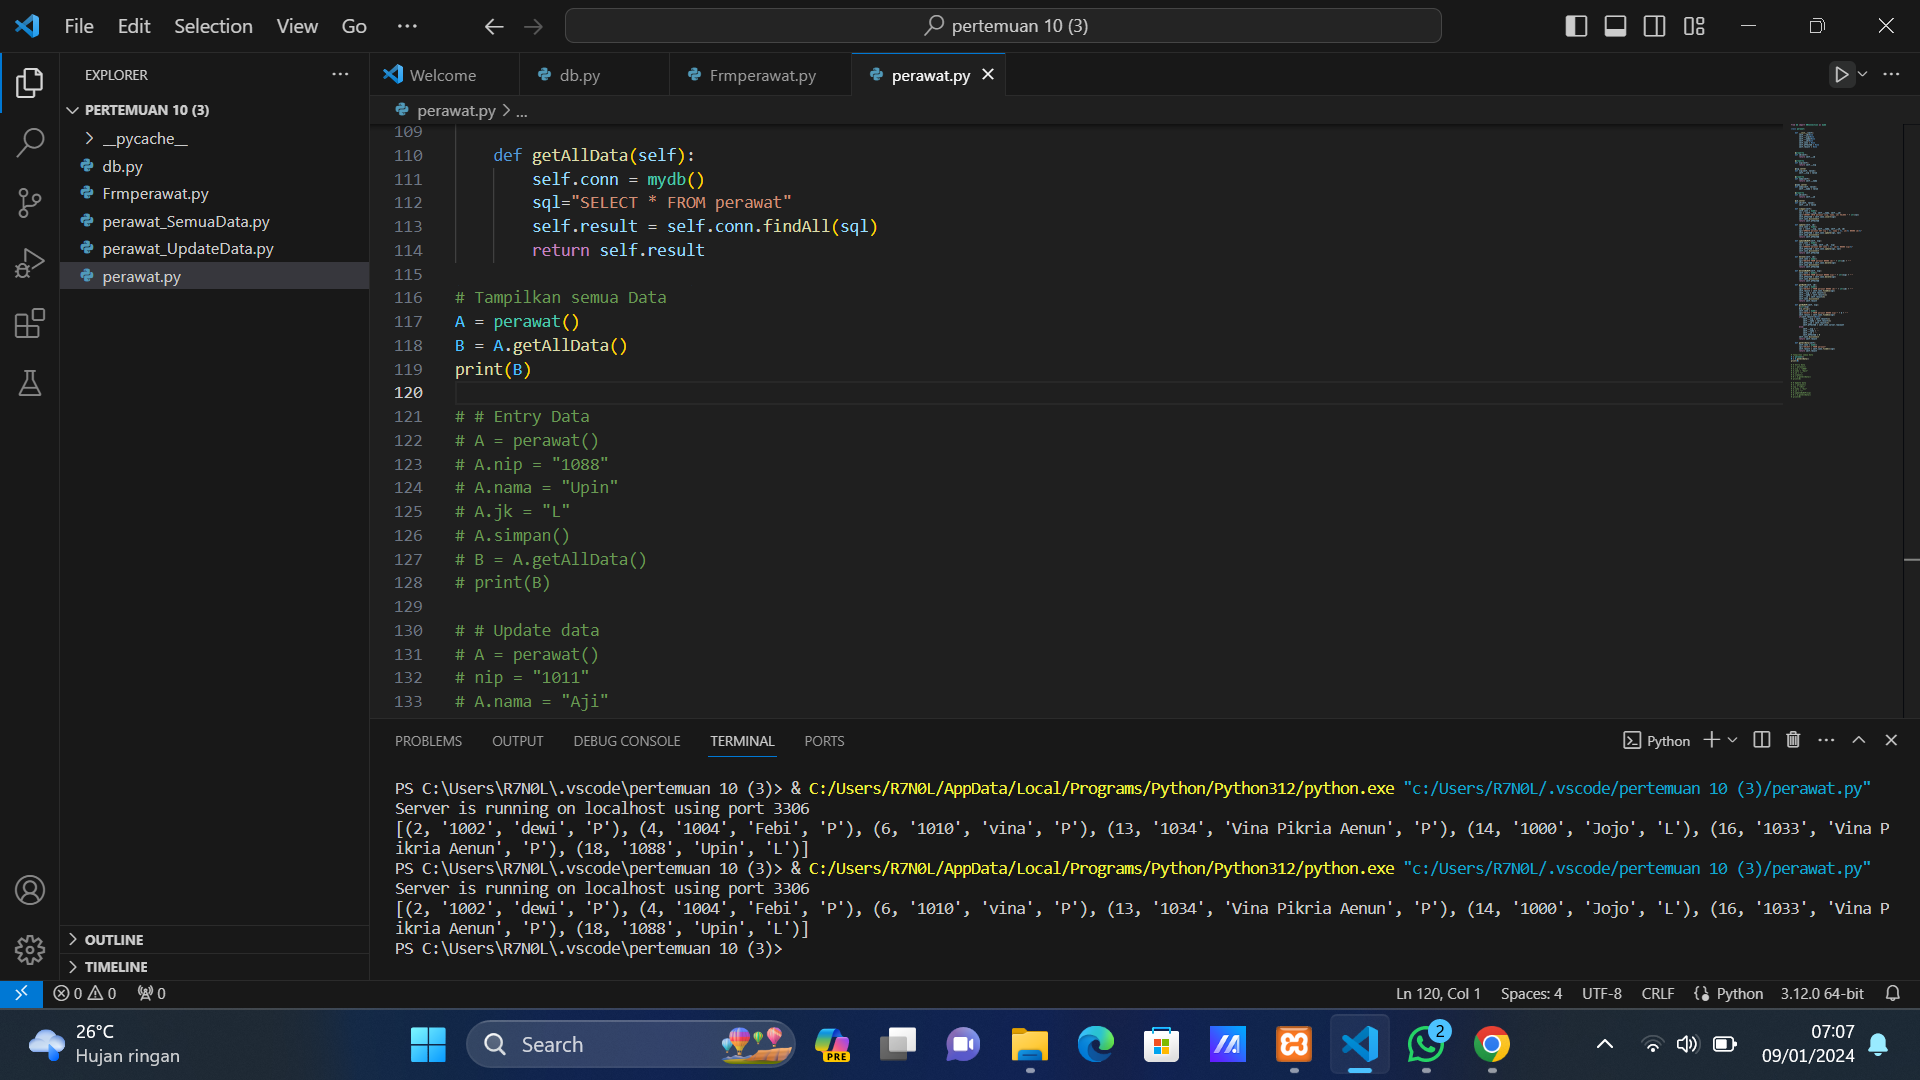 File Edit Selection View Go ··· pertemuan 10 (3)
EXPLORER
Welcome db.py Frmperawat.py perawat.py
PERTEMUAN 10 (3)
perawat.py > ...
__pycache__
db.py
Frmperawat.py
perawat_SemuaData.py
perawat_UpdateData.py
perawat.py
109
110 def getAllData(self):
111 self.conn = mydb()
112 sql="SELECT * FROM perawat"
113 self.result = self.conn.findAll(sql)
114 return self.result
115
116 # Tampilkan semua Data
117 A = perawat()
118 B = A.getAllData()
119 print(B)
120
121 # # Entry Data
122 # A = perawat()
123 # A.nip = "1088"
124 # A.nama = "Upin"
125 # A.jk = "L"
126 # A.simpan()
127 # B = A.getAllData()
128 # print(B)
129
130 # # Update data
131 # A = perawat()
132 # nip = "1011"
133 # A.nama = "Aji"
PROBLEMS OUTPUT DEBUG CONSOLE TERMINAL PORTS Python
PS C:\Users\R7N0L\.vscode\pertemuan 10 (3)> & C:/Users/R7N0L/AppData/Local/Programs/Python/Python312/python.exe "c:/Users/R7N0L/.vscode/pertemuan 10 (3)/perawat.py"
Server is running on localhost using port 3306
[(2, '1002', 'dewi', 'P'), (4, '1004', 'Febi', 'P'), (6, '1010', 'vina', 'P'), (13, '1034', 'Vina Pikria Aenun', 'P'), (14, '1000', 'Jojo', 'L'), (16, '1033', 'Vina P
ikria Aenun', 'P'), (18, '1088', 'Upin', 'L')]
PS C:\Users\R7N0L\.vscode\pertemuan 10 (3)> & C:/Users/R7N0L/AppData/Local/Programs/Python/Python312/python.exe "c:/Users/R7N0L/.vscode/pertemuan 10 (3)/perawat.py"
Server is running on localhost using port 3306
[(2, '1002', 'dewi', 'P'), (4, '1004', 'Febi', 'P'), (6, '1010', 'vina', 'P'), (13, '1034', 'Vina Pikria Aenun', 'P'), (14, '1000', 'Jojo', 'L'), (16, '1033', 'Vina P
ikria Aenun', 'P'), (18, '1088', 'Upin', 'L')]
PS C:\Users\R7N0L\.vscode\pertemuan 10 (3)>
OUTLINE
TIMELINE
0 0 0 Ln 120, Col 1 Spaces: 4 UTF-8 CRLF Python 3.12.0 64-bit
26°C
Hujan ringan
Search
PRE
2
07:07
09/01/2024